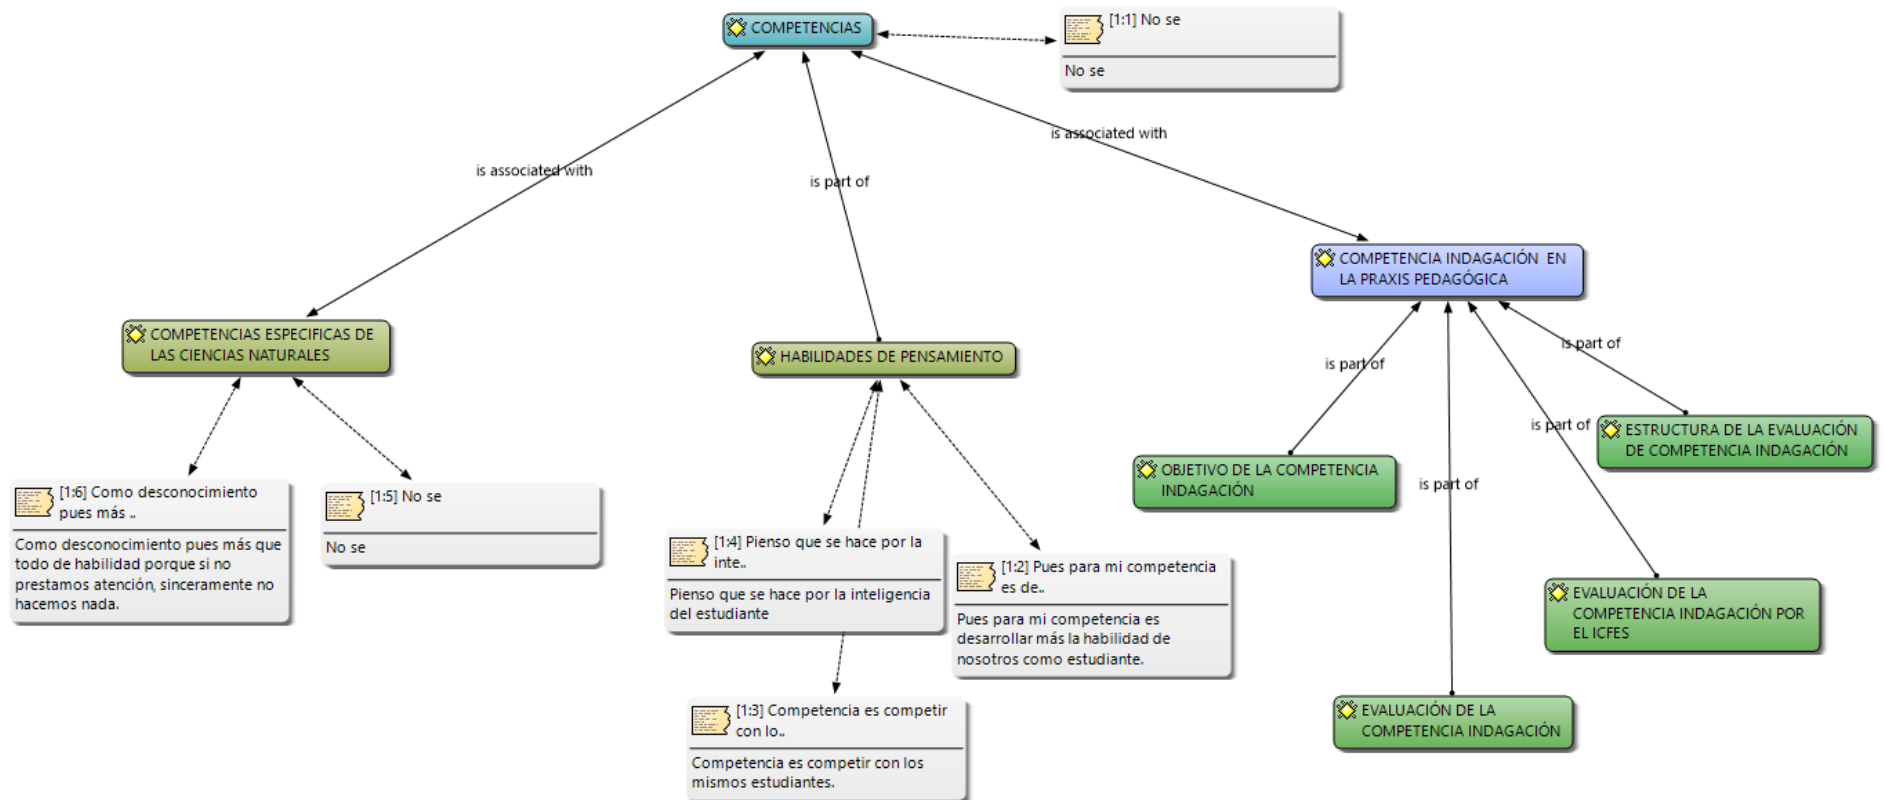 COMPETENCIAS
[1:1] No se
No se
is associated with
is part of
is associated with
COMPETENCIA INDAGACIÓN  EN
LA PRAXIS PEDAGÓGICA
COMPETENCIAS ESPECIFICAS DE
LAS CIENCIAS NATURALES
HABILIDADES DE PENSAMIENTO
is part of
is part of
is part of
is part of
ESTRUCTURA DE LA EVALUACIÓN
DE COMPETENCIA INDAGACIÓN
OBJETIVO DE LA COMPETENCIA
INDAGACIÓN
[1:6] Como desconocimiento
pues más ..
Como desconocimiento pues más que
todo de habilidad porque si no
prestamos atención, sinceramente no
hacemos nada.
[1:5] No se
No se
[1:4] Pienso que se hace por la
inte..
Pienso que se hace por la inteligencia
del estudiante
[1:2] Pues para mi competencia
es de..
Pues para mi competencia es
desarrollar más la habilidad de
nosotros como estudiante.
EVALUACIÓN DE LA
COMPETENCIA INDAGACIÓN POR
EL ICFES
[1:3] Competencia es competir
con lo..
Competencia es competir con los
mismos estudiantes.
EVALUACIÓN DE LA
COMPETENCIA INDAGACIÓN